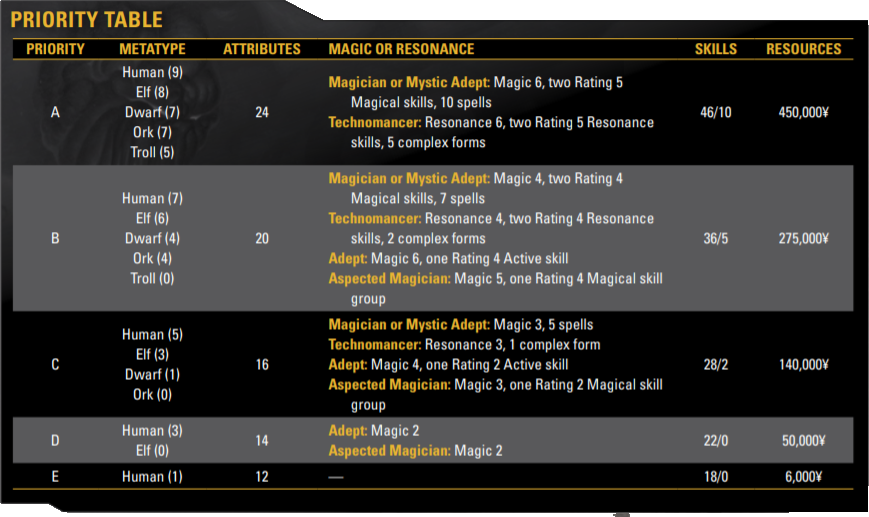 PRIORITY TABLE
PRIORITY METATYPE ATTRIBUTES MAGIC OR RESONANCE SKILLS RESOURCES
A
Human (9)
Elf (8)
Dwarf (7)
Ork (7)
Troll (5)
24
Magician or Mystic Adept: Magic 6, two Rating 5
Magical skills, 10 spells
Technomancer: Resonance 6, two Rating 5 Resonance
skills, 5 complex forms
46/10
450,000¥
B
Human (7)
Elf (6)
Dwarf (4)
Ork (4)
Troll (0)
20
Magician or Mystic Adept: Magic 4, two Rating 4
Magical skills, 7 spells
Technomancer: Resonance 4, two Rating 4 Resonance
skills, 2 complex forms
Adept: Magic 6, one Rating 4 Active skill
Aspected Magician: Magic 5, one Rating 4 Magical skill
group
36/5
275,000¥
C
Human (5)
Elf (3)
Dwarf (1)
Ork (0)
16
Magician or Mystic Adept: Magic 3, 5 spells
Technomancer: Resonance 3, 1 complex form
Adept: Magic 4, one Rating 2 Active skill
Aspected Magician: Magic 3, one Rating 2 Magical skill
group
28/2
140,000¥
D
Human (3)
Elf (0)
14
Adept: Magic 2
Aspected Magician: Magic 2
22/0
50,000¥
E
Human (1)
12
—
18/0
6,000¥